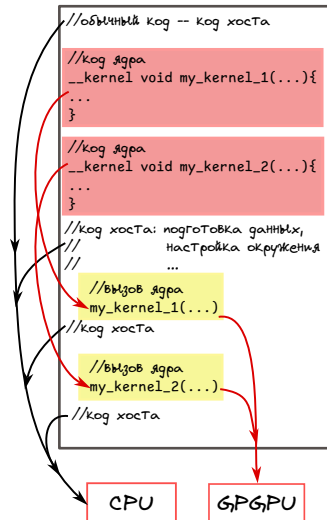 //обычный код -- код хоста
//код ядра
__kernel void my_kernel_1(...){
...
}
//код ядра
__kernel void my_kernel_2(...){
...
}
//код хоста: подготовка данных,
// настройка окружения
// ...
//вызов ядра
my_kernel_1(...)
//код хоста
//вызов ядра
my_kernel_2(...)
//код хоста
CPU GPGPU